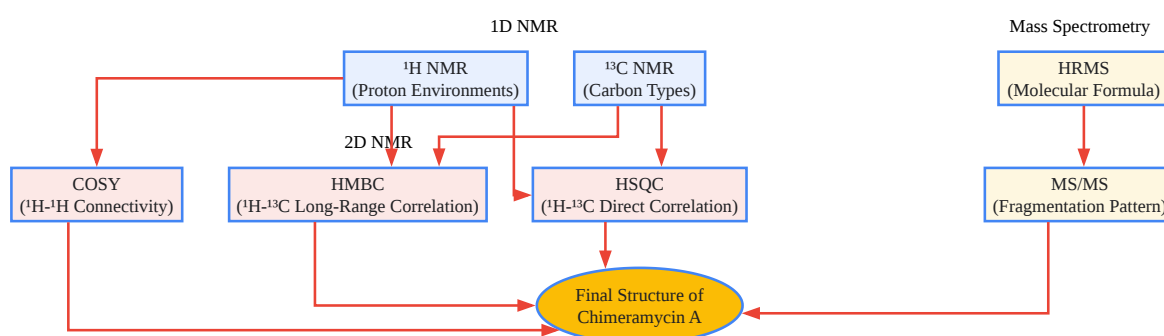 1D NMR
Mass Spectrometry
¹H NMR
(Proton Environments)
¹³C NMR
(Carbon Types)
HRMS
(Molecular Formula)
2D NMR
COSY
(¹H-¹H Connectivity)
HMBC
(¹H-¹³C Long-Range Correlation)
HSQC
(¹H-¹³C Direct Correlation)
MS/MS
(Fragmentation Pattern)
Final Structure of
Chimeramycin A